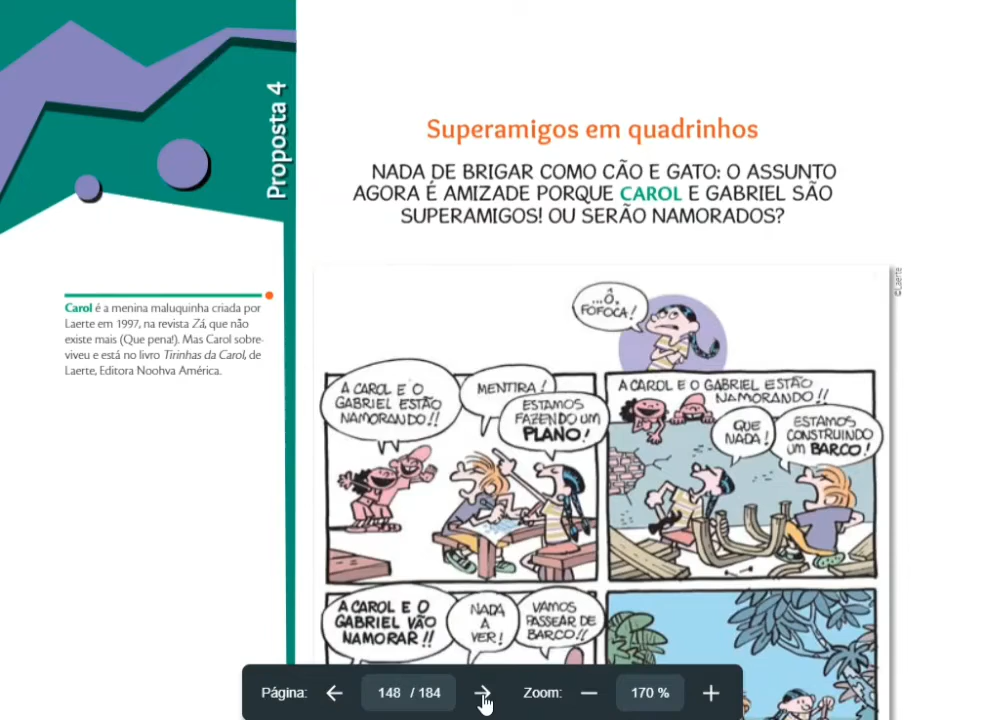 Proposta 4
Superamigos em quadrinhos
NADA DE BRIGAR COMO CÃO E GATO: O ASSUNTO
AGORA É AMIZADE PORQUE CAROL E GABRIEL SÃO
SUPERAMIGOS! OU SERÃO NAMORADOS?
Carol é a menina maluquinha criada por
Laerte em 1997, na revista Zá, que não
existe mais (Que pena!). Mas Carol sobre-
viveu e está no livro Tirinhas da Carol, de
Laerte, Editora Noohva América.
©Laerte
...Ô,
FOFOCA!
A CAROL E O
GABRIEL ESTÃO
NAMORANDO!!
MENTIRA!
ESTAMOS
FAZENDO UM
PLANO!
A CAROL E O GABRIEL ESTÃO
NAMORANDO!!
QUE
NADA!
ESTAMOS
CONSTRUINDO
UM BARCO!
A CAROL E O
GABRIEL VÃO
NAMORAR!!
NADA
A
VER!
VAMOS
PASSEAR DE
BARCO!!
Página: 148 / 184 Zoom: 170 %